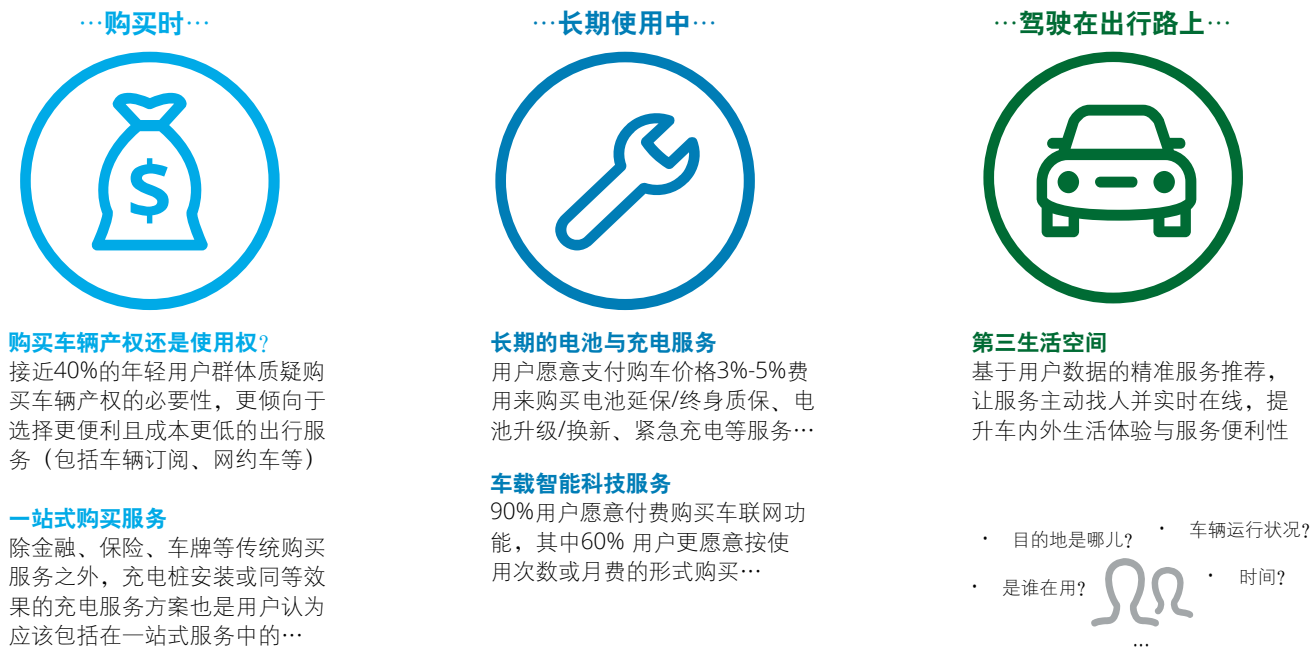 …购买时…
$
购买车辆产权还是使用权?
接近40%的年轻用户群体质疑购
买车辆产权的必要性，更倾向于
选择更便利且成本更低的出行服
务（包括车辆订阅、网约车等）
一站式购买服务
除金融、保险、车牌等传统购买
服务之外，充电桩安装或同等效
果的充电服务方案也是用户认为
应该包括在一站式服务中的…
…长期使用中…
长期的电池与充电服务
用户愿意支付购车价格3%-5%费
用来购买电池延保/终身质保、电
池升级/换新、紧急充电等服务…
车载智能科技服务
90%用户愿意付费购买车联网功
能，其中60% 用户更愿意按使
用次数或月费的形式购买…
…驾驶在出行路上…
第三生活空间
基于用户数据的精准服务推荐，
让服务主动找人并实时在线，提
升车内外生活体验与服务便利性
· 目的地是哪儿?
· 车辆运行状况?
· 是谁在用?
· 时间?
…